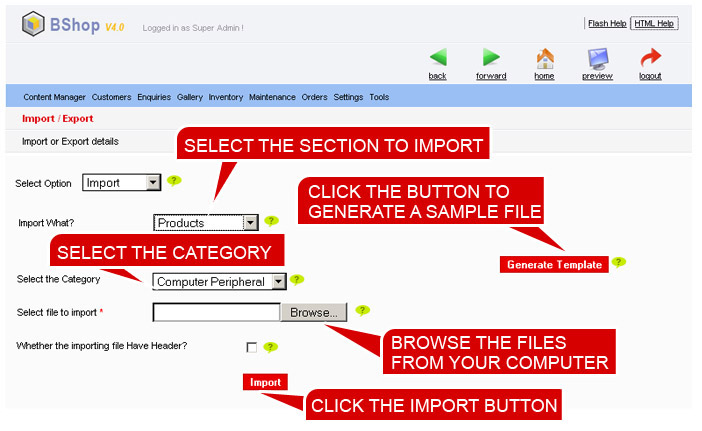 BShop V4.0
Logged in as Super Admin !
Flash Help HTML Help
back forward home preview logout
Content Manager Customers Enquiries Gallery Inventory Maintenance Orders Settings Tools
Import / Export
Import or Export details
SELECT THE SECTION TO IMPORT
Select Option Import ?
CLICK THE BUTTON TO
GENERATE A SAMPLE FILE
Import What? Products ?
SELECT THE CATEGORY
Generate Template ?
Select the Category Computer Peripheral ?
Select file to import * Browse... ?
BROWSE THE FILES
FROM YOUR COMPUTER
Whether the importing file Have Header? ?
Import
CLICK THE IMPORT BUTTON